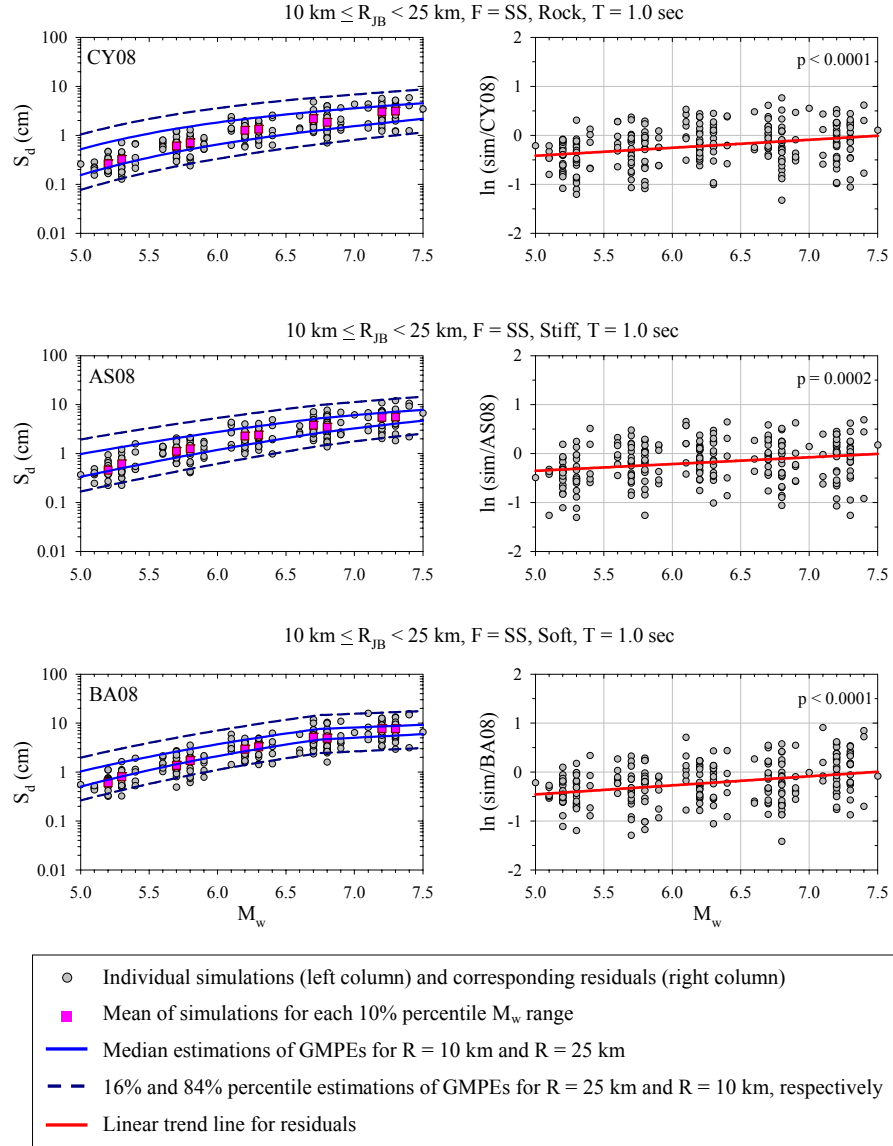 10 km ≤ R_JB < 25 km, F = SS, Rock, T = 1.0 sec
CY08
S_d (cm)
100
10
1
0.1
0.01
5.0 5.5 6.0 6.5 7.0 7.5
p < 0.0001
ln (sim/CY08)
2
1
-0
-1
-2
5.0 5.5 6.0 6.5 7.0 7.5
10 km ≤ R_JB < 25 km, F = SS, Stiff, T = 1.0 sec
AS08
S_d (cm)
100
10
1
0.1
0.01
5.0 5.5 6.0 6.5 7.0 7.5
p = 0.0002
ln (sim/AS08)
2
1
-0
-1
-2
5.0 5.5 6.0 6.5 7.0 7.5
10 km ≤ R_JB < 25 km, F = SS, Soft, T = 1.0 sec
BA08
S_d (cm)
100
10
1
0.1
0.01
5.0 5.5 6.0 6.5 7.0 7.5
M_w
p < 0.0001
ln (sim/BA08)
2
1
-0
-1
-2
5.0 5.5 6.0 6.5 7.0 7.5
M_w
Individual simulations (left column) and corresponding residuals (right column)
Mean of simulations for each 10% percentile M_w range
Median estimations of GMPEs for R = 10 km and R = 25 km
16% and 84% percentile estimations of GMPEs for R = 25 km and R = 10 km, respectively
Linear trend line for residuals